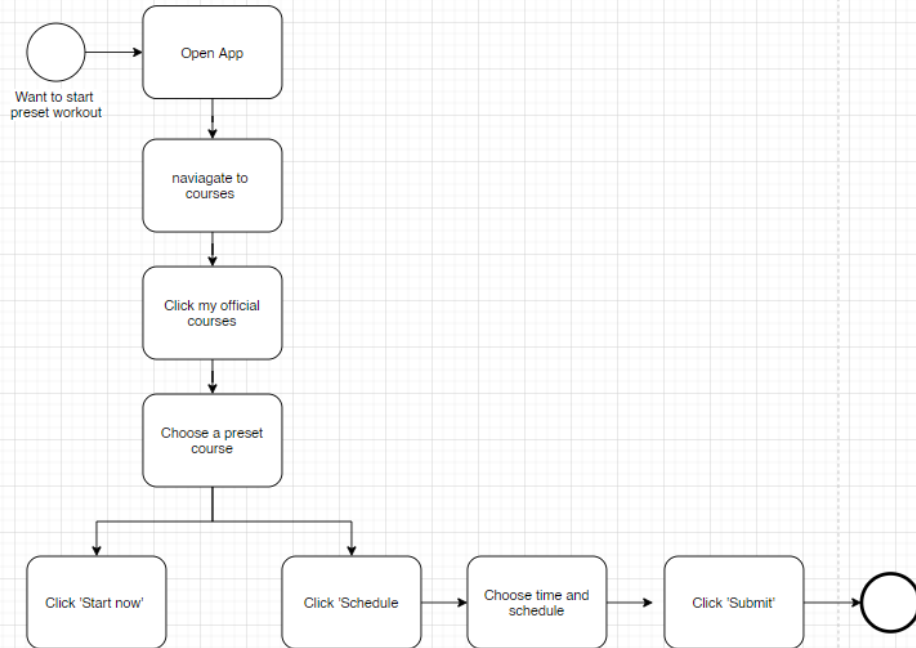 Open App
Want to start
preset workout
naviagate to
courses
Click my official
courses
Choose a preset
course
Click 'Start now'
Click 'Schedule
Choose time and
schedule
Click 'Submit'